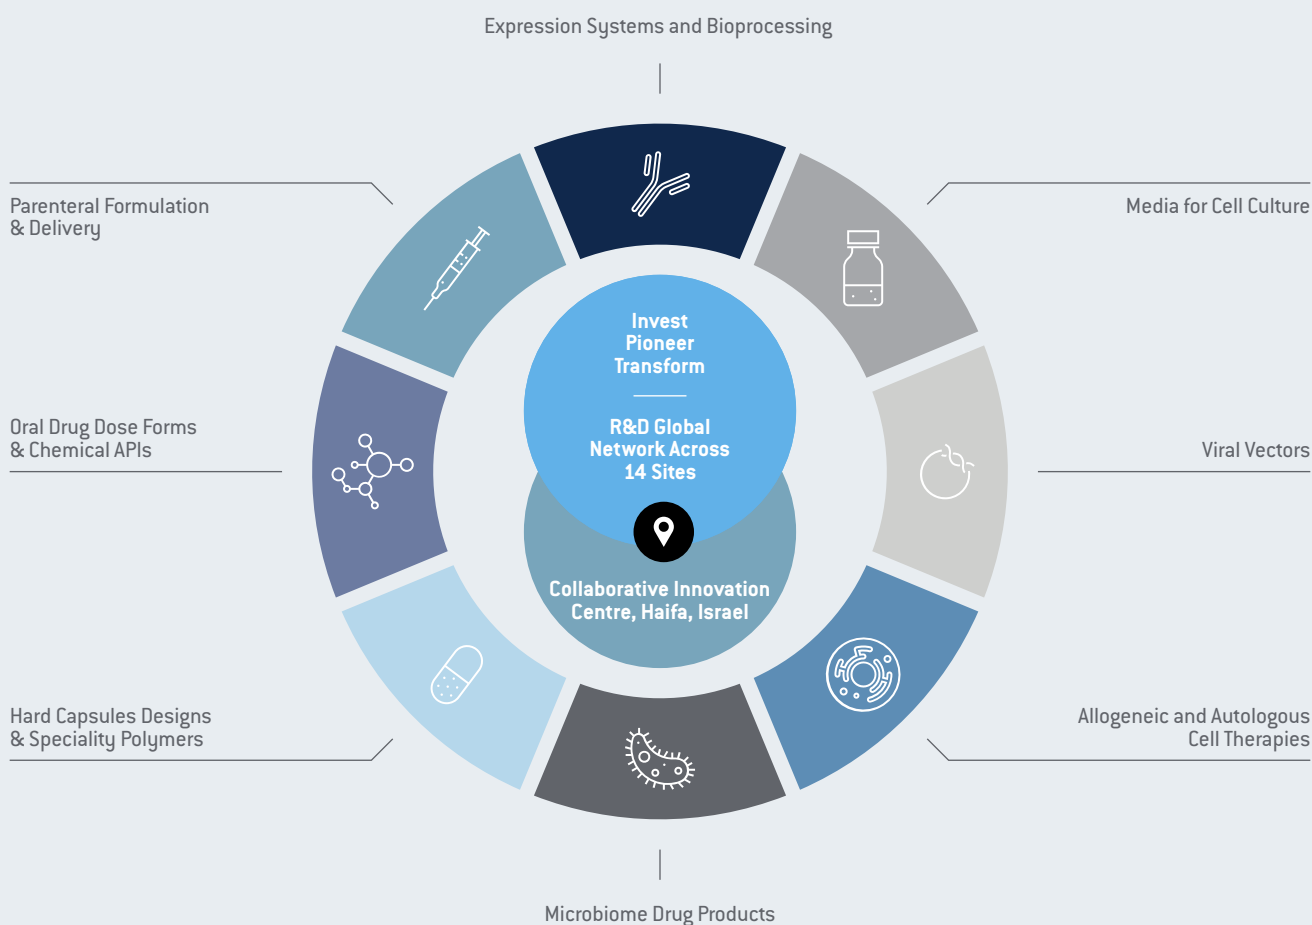 Expression Systems and Bioprocessing
Parenteral Formulation
& Delivery
Media for Cell Culture
Invest
Pioneer
Transform
R&D Global
Network Across
14 Sites
Oral Drug Dose Forms
& Chemical APIs
Viral Vectors
Collaborative Innovation
Centre, Haifa, Israel
Hard Capsules Designs
& Speciality Polymers
Allogeneic and Autologous
Cell Therapies
Microbiome Drug Products